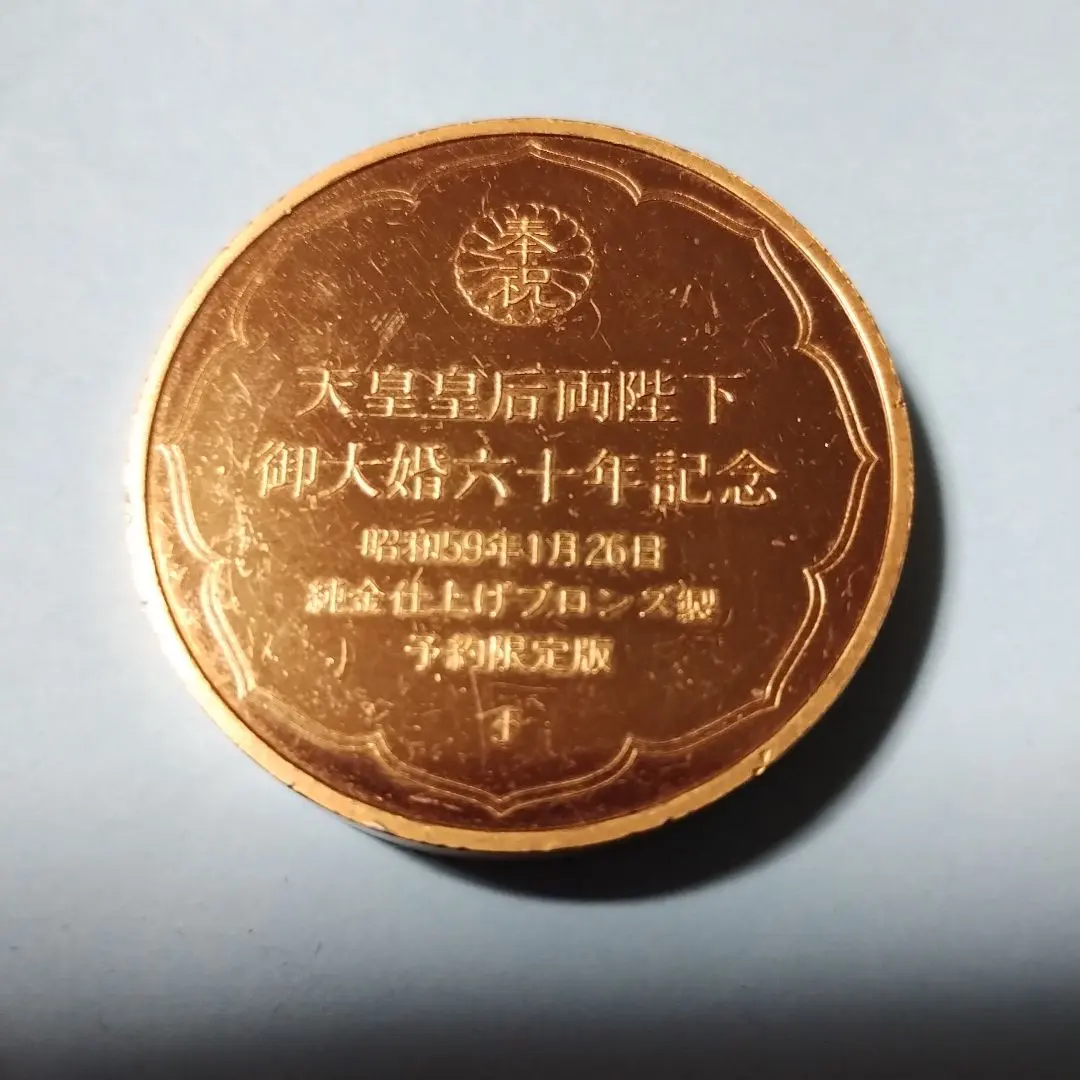 奉祝
天皇皇后両陛下
御大婚六十年記念
昭和59年1月26日
純金仕上げブロンズ製
予約限定版